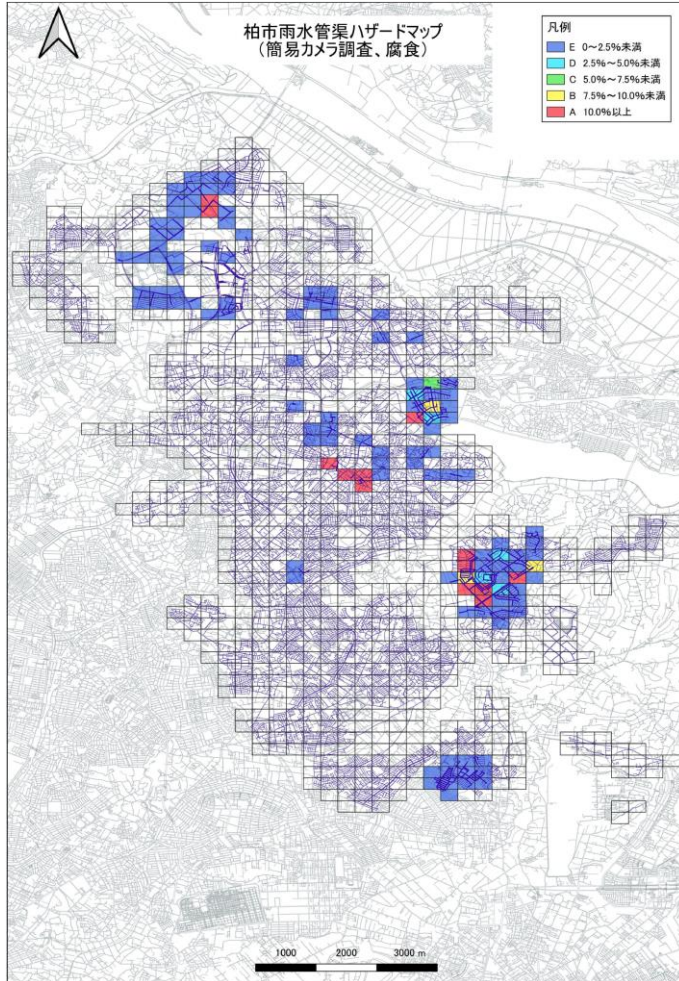 柏市雨水管渠ハザードマップ
（簡易カメラ調査、腐食）
凡例
E 0～2.5%未満
D 2.5%～5.0%未満
C 5.0%～7.5%未満
B 7.5%～10.0%未満
A 10.0%以上
1000 2000 3000 m